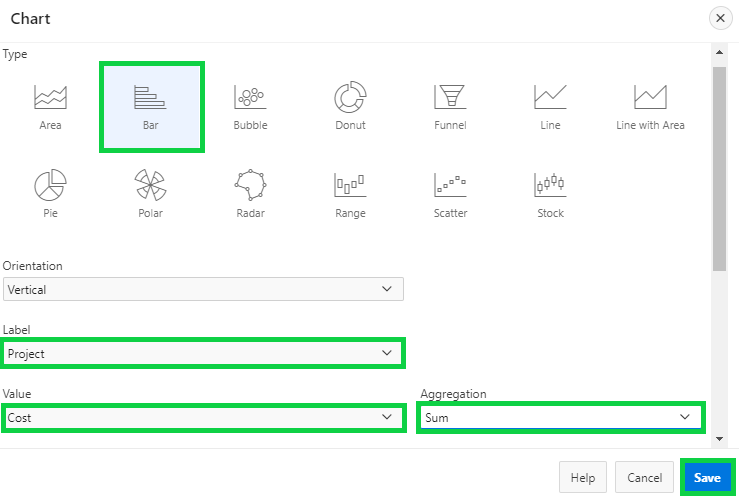 Chart
Type
Area Bar Bubble Donut Funnel Line Line with Area
Pie Polar Radar Range Scatter Stock
Orientation
Vertical
Label
Project
Value Aggregation
Cost Sum
Help Cancel Save